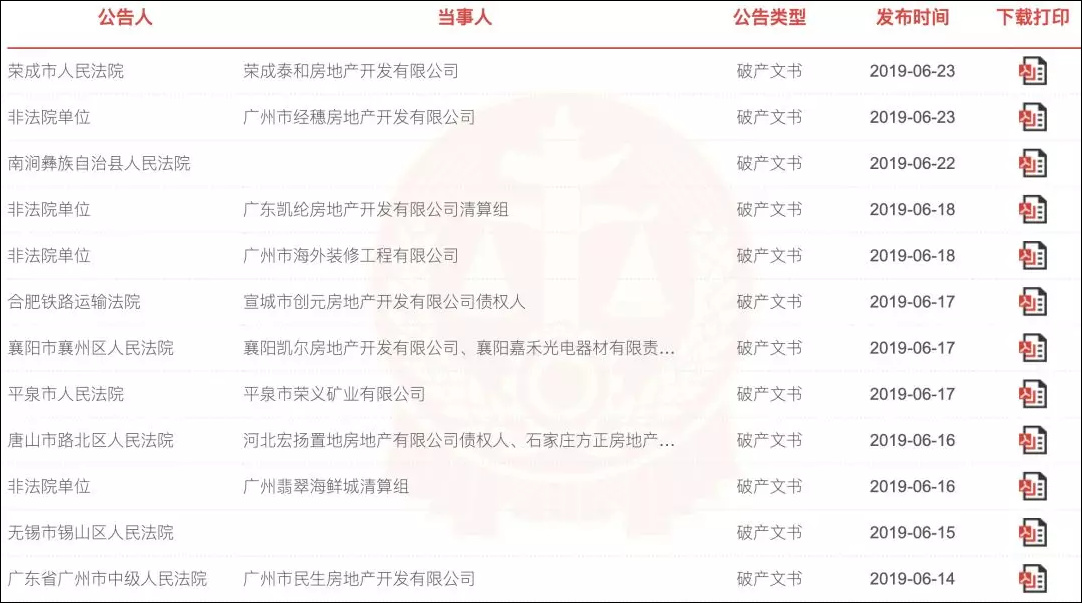 公告人 当事人 公告类型 发布时间 下载打印
荣成市人民法院 荣成泰和房地产开发有限公司 破产文书 2019-06-23
非法院单位 广州市经穗房地产开发有限公司 破产文书 2019-06-23
南涧彝族自治县人民法院 破产文书 2019-06-22
非法院单位 广东凯纶房地产开发有限公司清算组 破产文书 2019-06-18
非法院单位 广州市海外装修工程有限公司 破产文书 2019-06-18
合肥铁路运输法院 宣城市创元房地产开发有限公司债权人 破产文书 2019-06-17
襄阳市襄州区人民法院 襄阳凯尔房地产开发有限公司、襄阳嘉禾光电器材有限责... 破产文书 2019-06-17
平泉市人民法院 平泉市荣义矿业有限公司 破产文书 2019-06-17
唐山市路北区人民法院 河北宏扬置地房地产有限公司债权人、石家庄方正房地产... 破产文书 2019-06-16
非法院单位 广州翡翠海鲜城清算组 破产文书 2019-06-16
无锡市锡山区人民法院 破产文书 2019-06-15
广东省广州市中级人民法院 广州市民生房地产开发有限公司 破产文书 2019-06-14